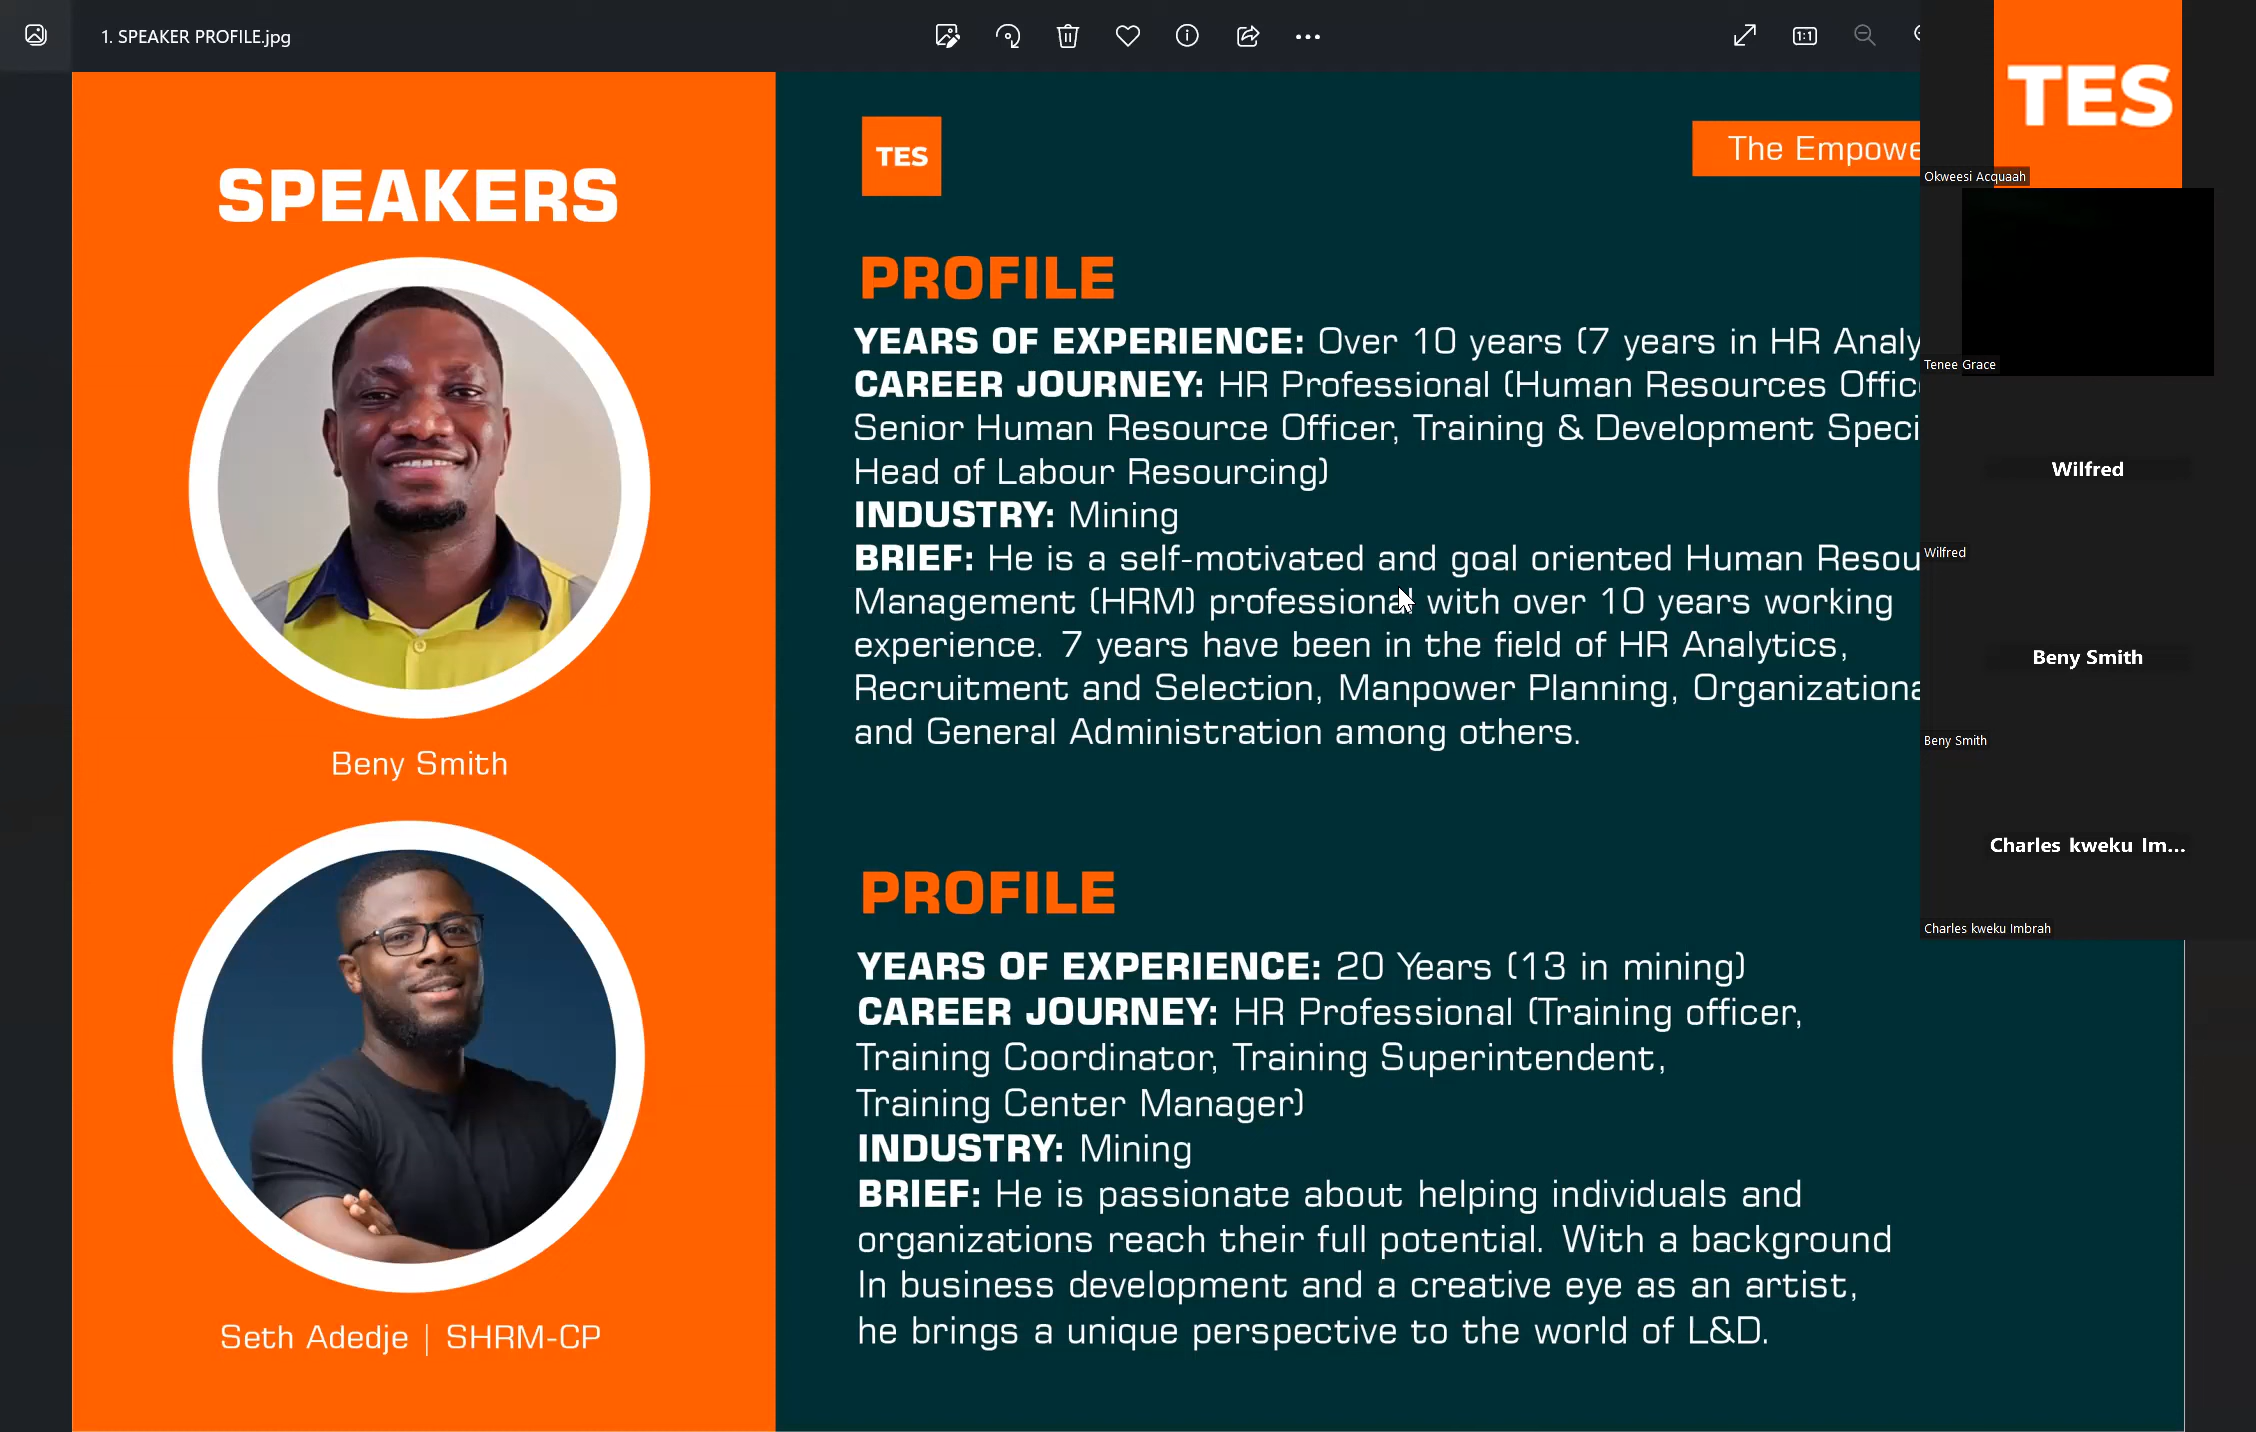 1. SPEAKER PROFILE.jpg
1:1
SPEAKERS
Beny Smith
Seth Adedje | SHRM-CP
TES
The
PROFILE
YEARS OF EXPERIENCE: Over 10 years (7 years in HR
CAREER JOURNEY: HR Professional (Human Resources
Senior Human Resource Officer, Training & Development
Head of Labour Resourcing)
INDUSTRY: Mining
BRIEF: He is a self-motivated and goal oriented Human
Management (HRM) professional with over 10 years working
experience. 7 years have been in the field of HR Analytics,
Recruitment and Selection, Manpower Planning,
and General Administration among others.
PROFILE
YEARS OF EXPERIENCE: 20 Years (13 in mining)
CAREER JOURNEY: HR Professional (Training officer,
Training Coordinator, Training Superintendent,
Training Center Manager)
INDUSTRY: Mining
BRIEF: He is passionate about helping individuals and
organizations reach their full potential. With a background
In business development and a creative eye as an artist,
he brings a unique perspective to the world of L&D.
TES
Okweesi Acquaah
Tenee Grace
Wilfred
Wilfred
Beny Smith
Beny Smith
Charles kweku Im...
Charles kweku Imbrah